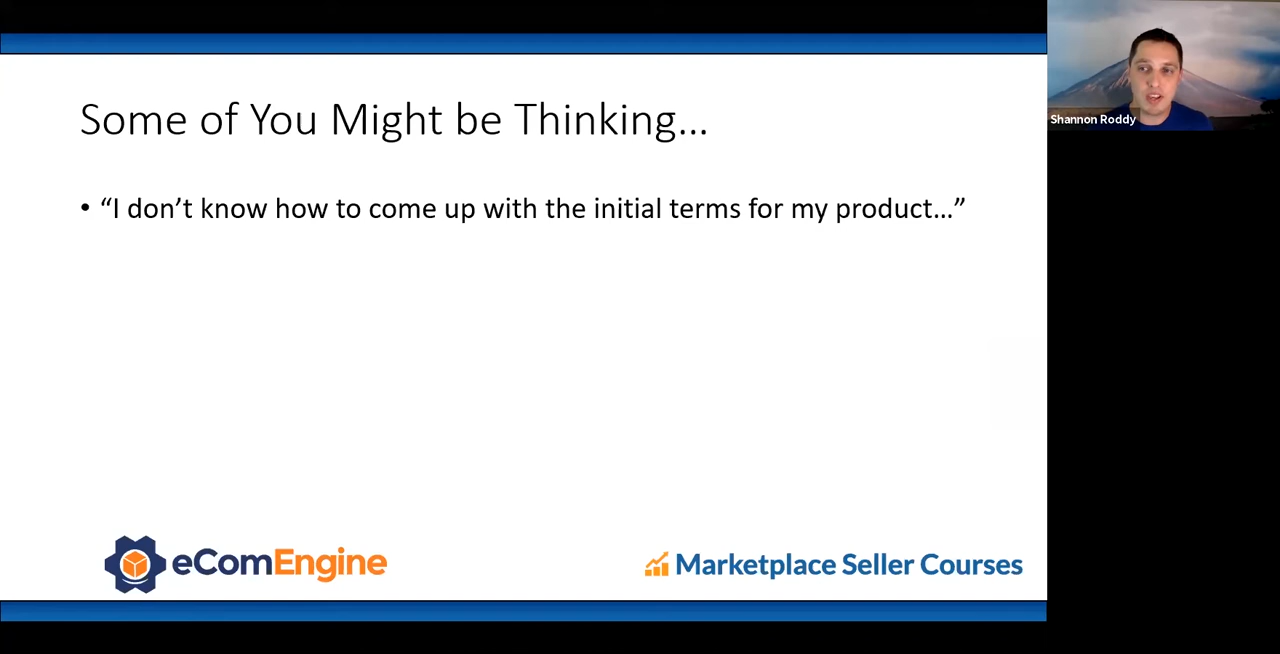 Some of You Might be Thinking...
• “I don’t know how to come up with the initial terms for my product…”
Shannon Roddy
eComEngine
Marketplace Seller Courses